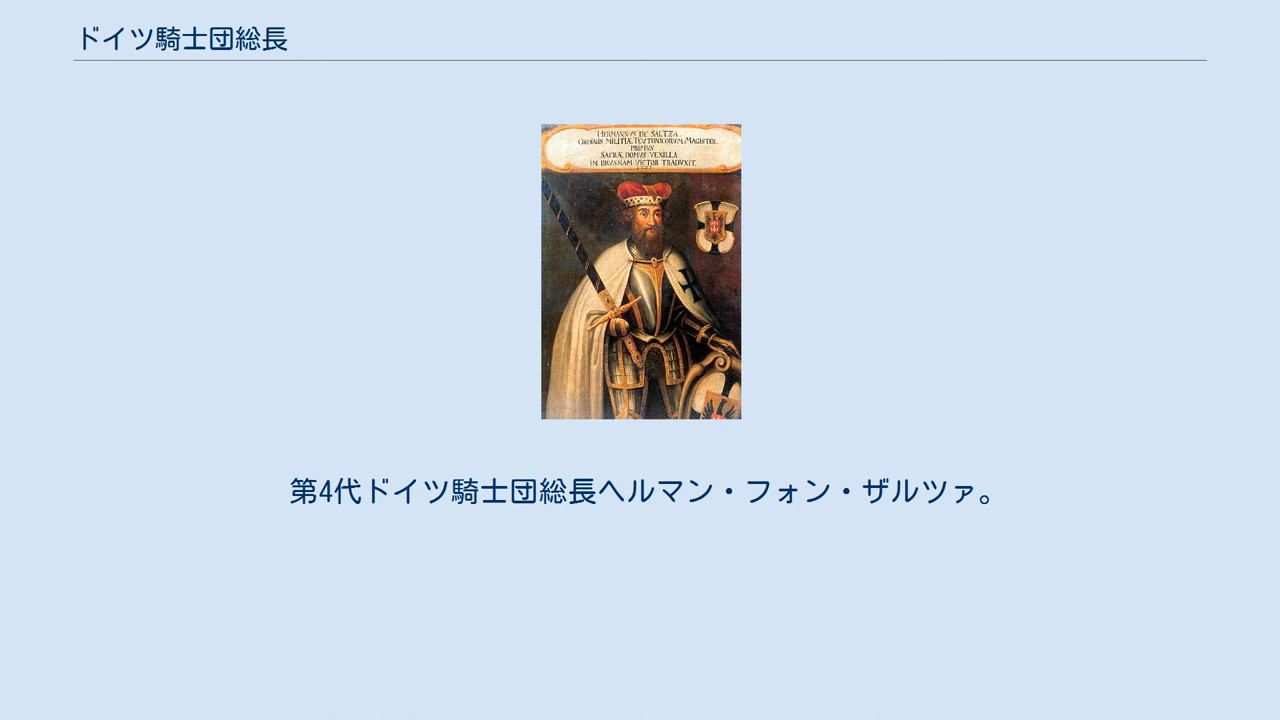 ドイツ騎士団総長
HERMANNVS DE SALTZA
ORDINIS MILITIÆ TEVTONICORVM MAGISTER.
PRIMVS
SACRÆ DOMVS VEXILLA
IN BRVSSIAM VICTOR TRADVXIT.
第4代ドイツ騎士団総長ヘルマン・フォン・ザルツァ。